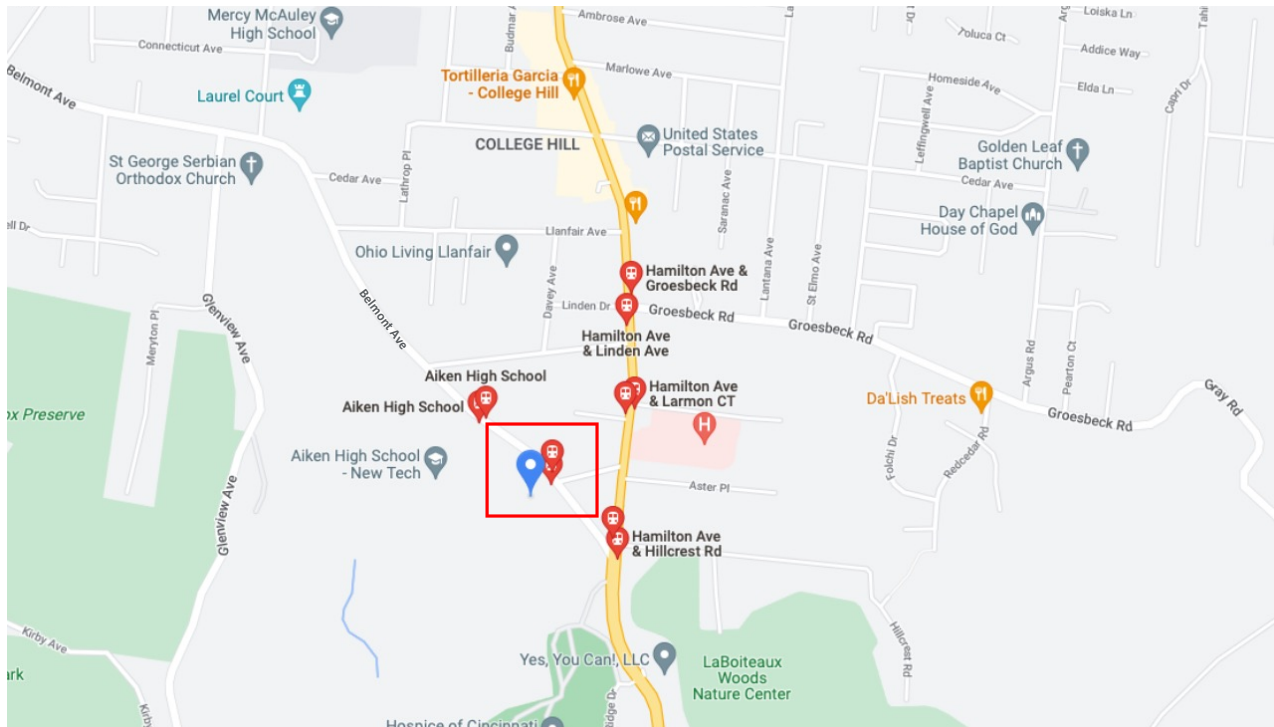 Ambrose Ave
Loiska Ln
Mercy McAuley
High School
Connecticut Ave
Toluca Ct
Addice Way
Marlowe Ave
Tortilleria Garcia
- College Hill
Homeside Ave
Elda Ln
Belmont Ave
Laurel Court
Capri Dr
Leffingwell Ave
COLLEGE HILL
United States
Postal Service
Golden Leaf
Baptist Church
St George Serbian
Orthodox Church
Lathrop Pl
Cedar Ave
Cedar Ave
Saranac Ave
Day Chapel
House of God
Llanfair Ave
Ohio Living Llanfair
Lantana Ave
St Elmo Ave
Hamilton Ave &
Groesbeck Rd
Davey Ave
Linden Dr
Groesbeck Rd
Groesbeck Rd
Glenview Ave
Belmont Ave
Meryton Pl
Hamilton Ave
& Linden Ave
Argus Rd
Pearton Ct
Aiken High School
Hamilton Ave
& Larmon CT
Da'Lish Treats
Gray Rd
Aiken High School
ox Preserve
Groesbeck Rd
H
Folchi Dr
Redcedar Rd
Aiken High School
- New Tech
Aster Pl
Glenview Ave
Hamilton Ave
& Hillcrest Rd
Kirby Ave
Hillcrest Rd
Yes, You Can!, LLC
LaBoiteaux
Woods
Nature Center
ark
Hospice of Cincinnati